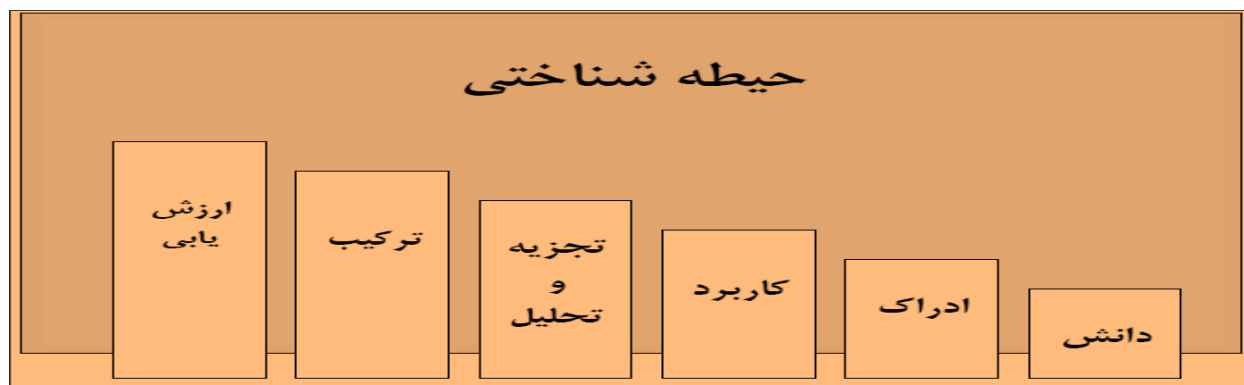 حیطه شناختی
دانش
ادراک
کاربرد
تجزیه
و
تحلیل
ترکیب
ارزش
یابی